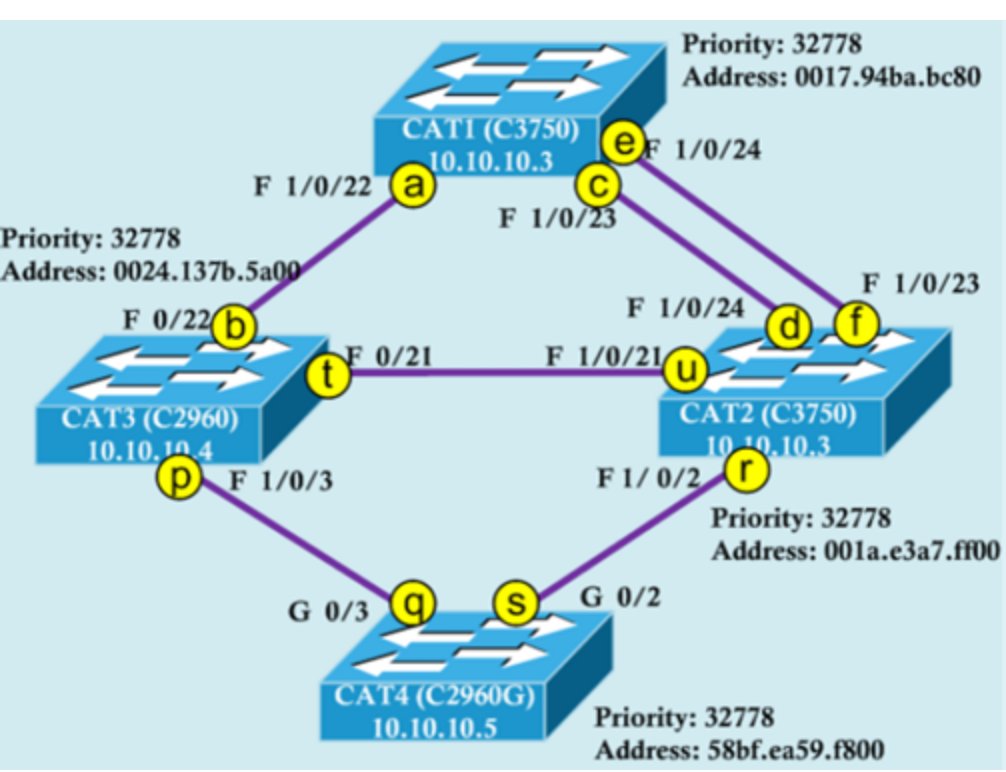 Priority: 32778
Address: 0017.94ba.bc80
CAT1 (C3750)
10.10.10.3
e
F 1/0/24
F 1/0/22
a
c
F 1/0/23
Priority: 32778
Address: 0024.137b.5a00
F 1/0/23
F 1/0/24
d
f
F 0/22
b
t
F 0/21
F 1/0/21
u
CAT3 (C2960)
10.10.10.4
CAT2 (C3750)
10.10.10.3
p
F 1/0/3
F 1/ 0/2
r
Priority: 32778
Address: 001a.e3a7.ff00
G 0/3
q
s
G 0/2
CAT4 (C2960G)
10.10.10.5
Priority: 32778
Address: 58bf.ea59.f800